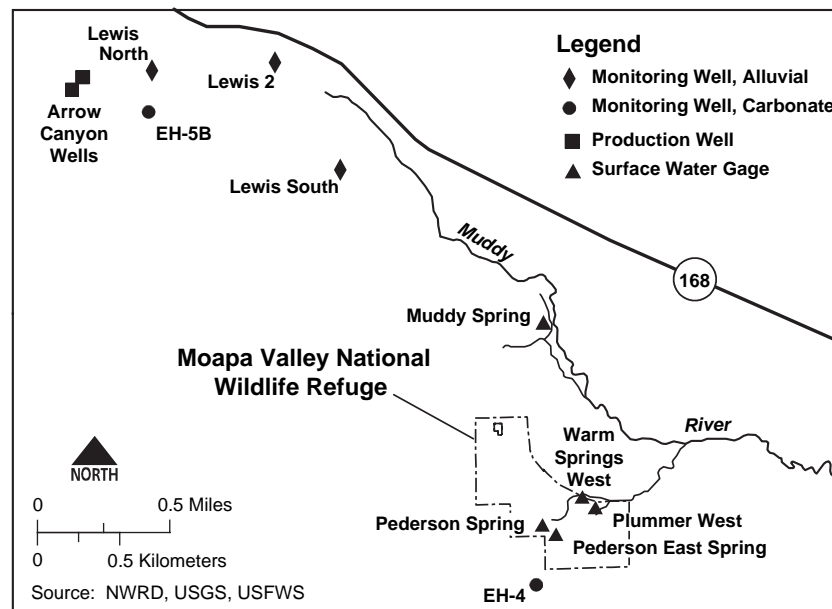 Lewis
North
Lewis 2
Arrow
Canyon
Wells
EH-5B
Lewis South
Legend
Monitoring Well, Alluvial
Monitoring Well, Carbonate
Production Well
Surface Water Gage
Muddy
168
Muddy Spring
Moapa Valley National
Wildlife Refuge
River
Warm
Springs
West
Pederson Spring
Plummer West
Pederson East Spring
EH-4
NORTH
0 0.5 Miles
0 0.5 Kilometers
Source: NWRD, USGS, USFWS